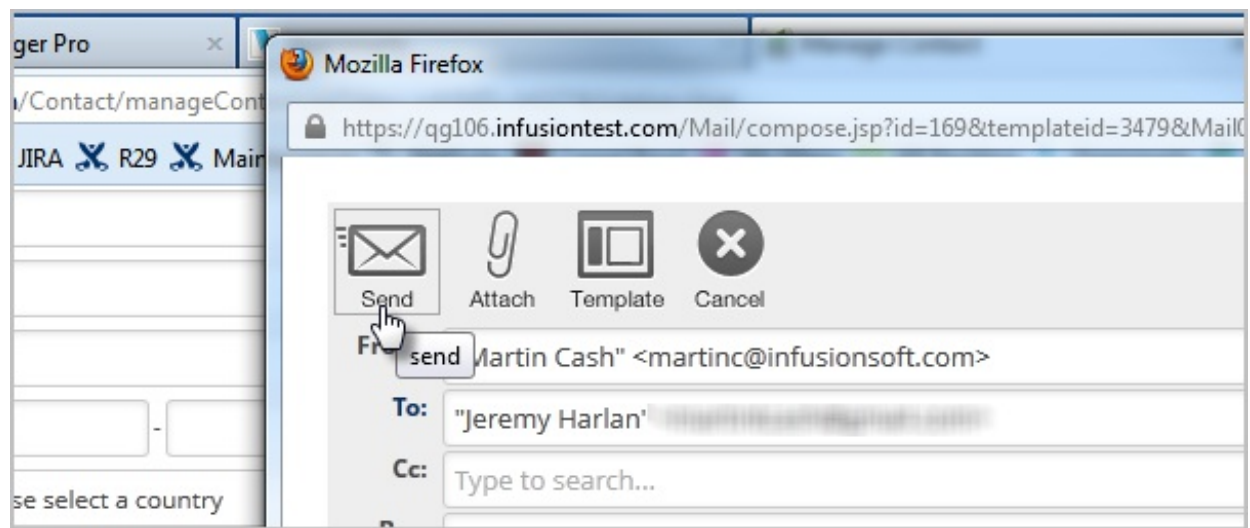 ger Pro
Mozilla Firefox
/Contact/manageCont
https://qg106.infusiontest.com/Mail/compose.jsp?id=169&templateid=3479&Mail
JIRA R29 Main
Send Attach Template Cancel
send
Martin Cash" <martinc@infusionsoft.com>
To: "Jeremy Harlan'
-
Cc: Type to search...
se select a country